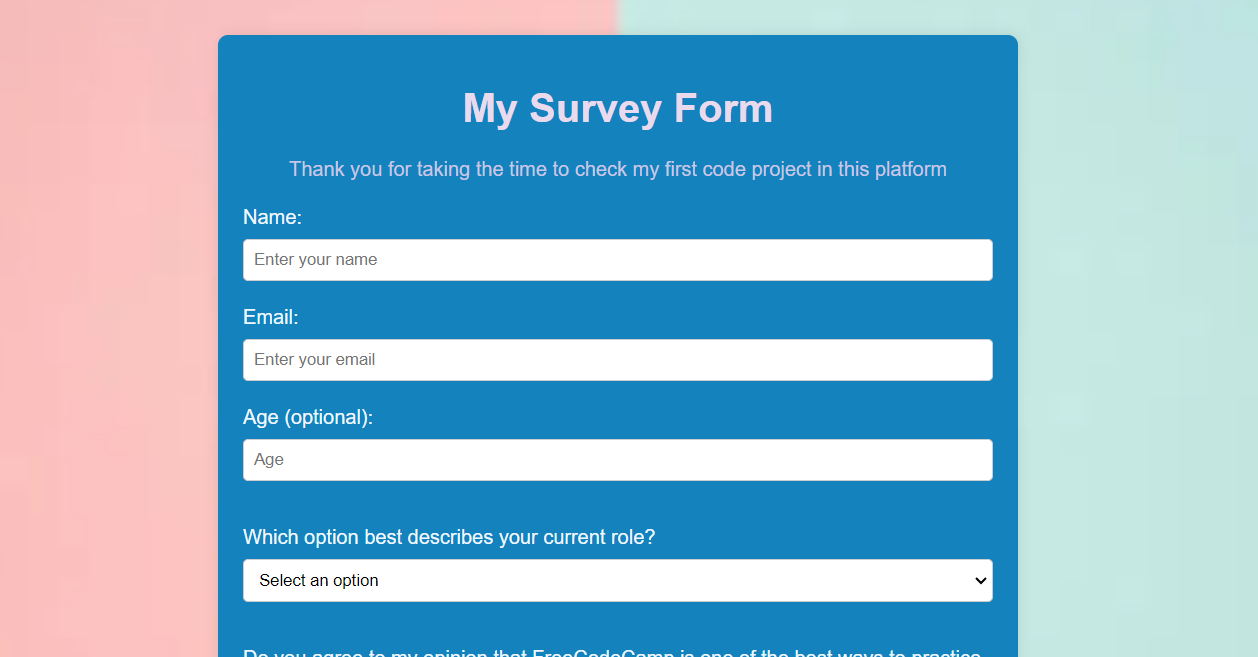 My Survey Form
Thank you for taking the time to check my first code project in this platform
Name:
Enter your name
Email:
Enter your email
Age (optional):
Age
Which option best describes your current role?
Select an option
Do you agree to my opinion that FreeCodeCamp is one of the best ways to practice